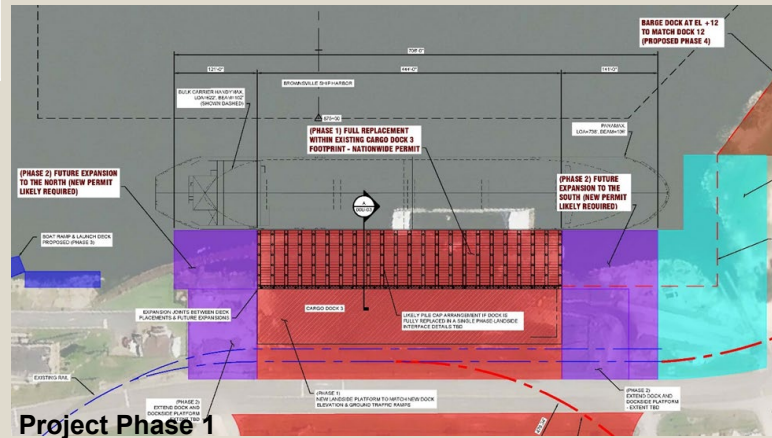 BARGE DOCK AT EL +12
TO MATCH DOCK 12
(PROPOSED PHASE 4)
BROWNSVILLE SHIP HARBOR
BULK CARRIER HANDYMAX,
(SHOWN DASHED)
(PHASE 1) FULL REPLACEMENT
WITHIN EXISTING CARGO DOCK 3
FOOTPRINT - NATIONWIDE PERMIT
PANAMAX,
(PHASE 2) FUTURE EXPANSION
TO THE NORTH (NEW PERMIT
LIKELY REQUIRED)
(PHASE 2) FUTURE
EXPANSION TO THE
SOUTH (NEW PERMIT
LIKELY REQUIRED)
A
BOAT RAMP & LAUNCH DECK
PROPOSED (PHASE 3)
EXPANSION JOINTS BETWEEN DECK
PLACEMENTS & FUTURE EXPANSIONS
CARGO DOCK 3
LIKELY PILE CAP ARRANGEMENT IF DOCK IS
FULLY REPLACED IN A SINGLE PHASE LANDSIDE
INTERFACE DETAILS TBD
EXISTING RAIL
(PHASE 2)
EXTEND DOCK AND
DOCKSIDE PLATFORM
- EXTENT TBD
(PHASE 1)
NEW LANDSIDE PLATFORM TO MATCH NEW DOCK
ELEVATION & GROUND TRAFFIC RAMPS
(PHASE 2)
EXTEND DOCK AND
DOCKSIDE PLATFORM
- EXTENT TBD
Project Phase 1